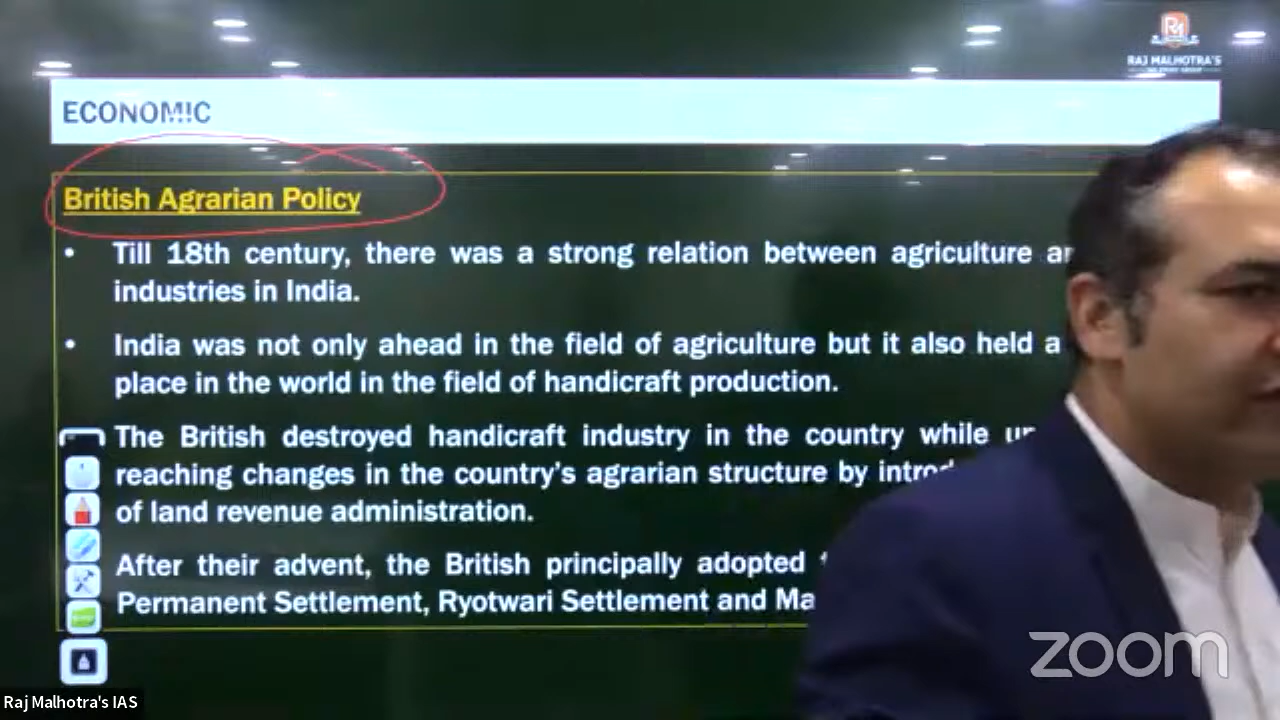 RAJ MALHOTRA'S
ECONOMIC
British Agrarian Policy
• Till 18th century, there was a strong relation between agriculture
industries in India.
• India was not only ahead in the field of agriculture but it also held a
place in the world in the field of handicraft production.
The British destroyed handicraft industry in the country while
reaching changes in the country's agrarian structure by
of land revenue administration.
After their advent, the British principally adopted
Permanent Settlement, Ryotwari Settlement and
zoom
Raj Malhotra's IAS